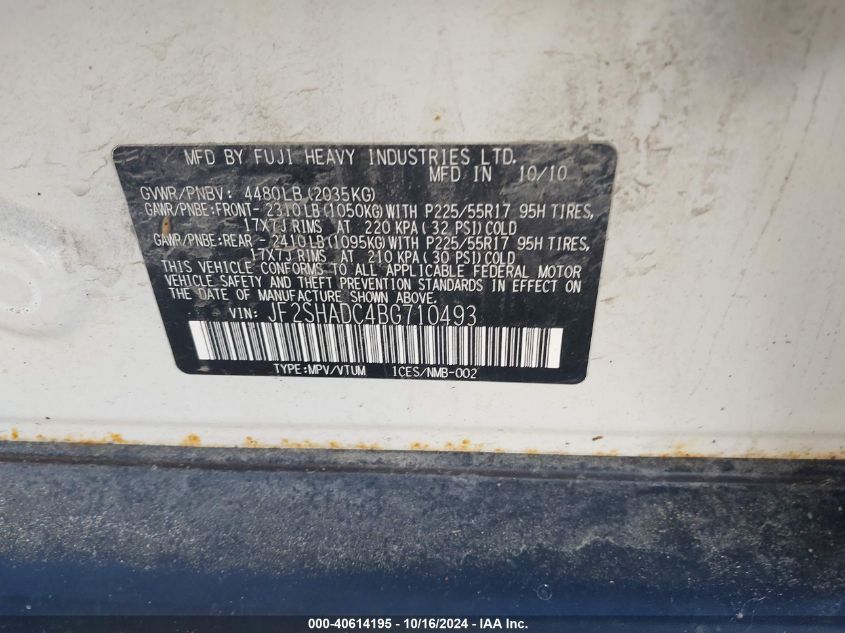 MFD BY FUJI HEAVY INDUSTRIES LTD.
MFD IN 10/10
GVWR/PNBV: 4480LB(2035KG)
GAWR/PNBE:FRONT- 2310LB(1050KG)WITH P225/55R17 95H TIRES,
17X7J RIMS AT 220 KPA(32 PSI)COLD
GAWR/PNBE:REAR - 2410LB(1095KG)WITH P225/55R17 95H TIRES,
17X7J RIMS AT 210 KPA(30 PSI)COLD
THIS VEHICLE CONFORMS TO ALL APPLICABLE FEDERAL MOTOR
VEHICLE SAFETY AND THEFT PREVENTION STANDARDS IN EFFECT ON
THE DATE OF MANUFACTURE SHOWN ABOVE.
VIN: JF2SHADC4BG710493
TYPE:MPV/VTUM 1CES/NMB-002
000-40614195 - 10/16/2024 - IAA Inc.